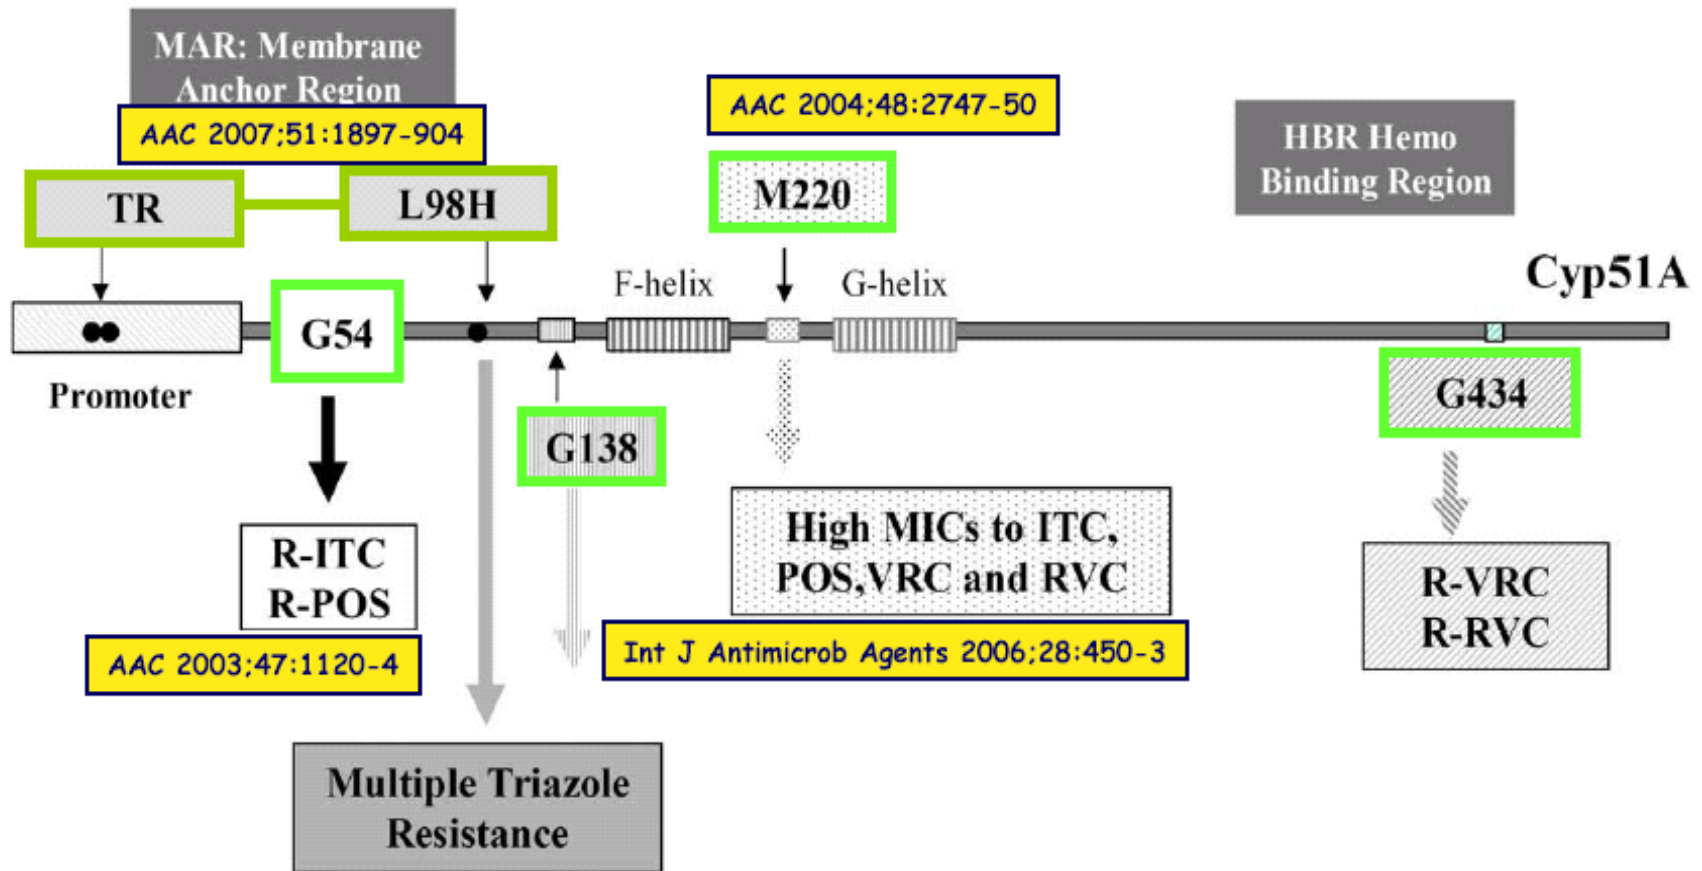 MAR: Membrane
Anchor Region
AAC 2007;51:1897-904
AAC 2004;48:2747-50
HBR Hemo
Binding Region
TR
L98H
M220
F-helix
G-helix
Cyp51A
G54
Promoter
G138
G434
R-ITC
R-POS
High MICs to ITC,
POS,VRC and RVC
R-VRC
R-RVC
AAC 2003;47:1120-4
Int J Antimicrob Agents 2006;28:450-3
Multiple Triazole
Resistance